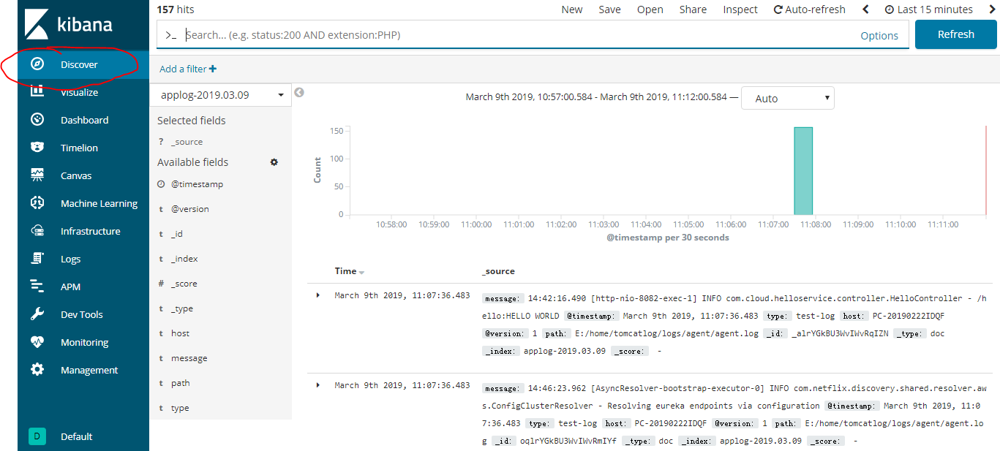 kibana
Discover
Visualize
Dashboard
Timelion
Canvas
Machine Learning
Infrastructure
Logs
APM
Dev Tools
Monitoring
Management
D Default
157 hits
New Save Open Share Inspect Auto-refresh Last 15 minutes
>_ Search... (e.g. status:200 AND extension:PHP) Options Refresh
Add a filter +
applog-2019.03.09
Selected fields
? _source
Available fields
@timestamp
t @version
t _id
t _index
# _score
t _type
t host
t message
t path
t type
March 9th 2019, 10:57:00.584 - March 9th 2019, 11:12:00.584 — Auto
Count
150
100
50
0
10:58:00 10:59:00 11:00:00 11:01:00 11:02:00 11:03:00 11:04:00 11:05:00 11:06:00 11:07:00 11:08:00 11:09:00 11:10:00 11:11:00
@timestamp per 30 seconds
Time _source
March 9th 2019, 11:07:36.483 message: 14:42:16.490 [http-nio-8082-exec-1] INFO com.cloud.helloservice.controller.HelloController - /h
ello:HELLO WORLD @timestamp: March 9th 2019, 11:07:36.483 type: test-log host: PC-20190222IDQF
@version: 1 path: E:/home/tomcatlog/logs/agent/agent.log _id: _alrYGkBU3WvIWvRqIZN _type: doc
_index: applog-2019.03.09 _score: -
March 9th 2019, 11:07:36.483 message: 14:46:23.962 [AsyncResolver-bootstrap-executor-0] INFO com.netflix.discovery.shared.resolver.aw
s.ConfigClusterResolver - Resolving eureka endpoints via configuration @timestamp: March 9th 2019, 11:0
7:36.483 type: test-log host: PC-20190222IDQF @version: 1 path: E:/home/tomcatlog/logs/agent/agent.lo
g _id: oqlrYGkBU3WvIWvRmIYf _type: doc _index: applog-2019.03.09 _score: -